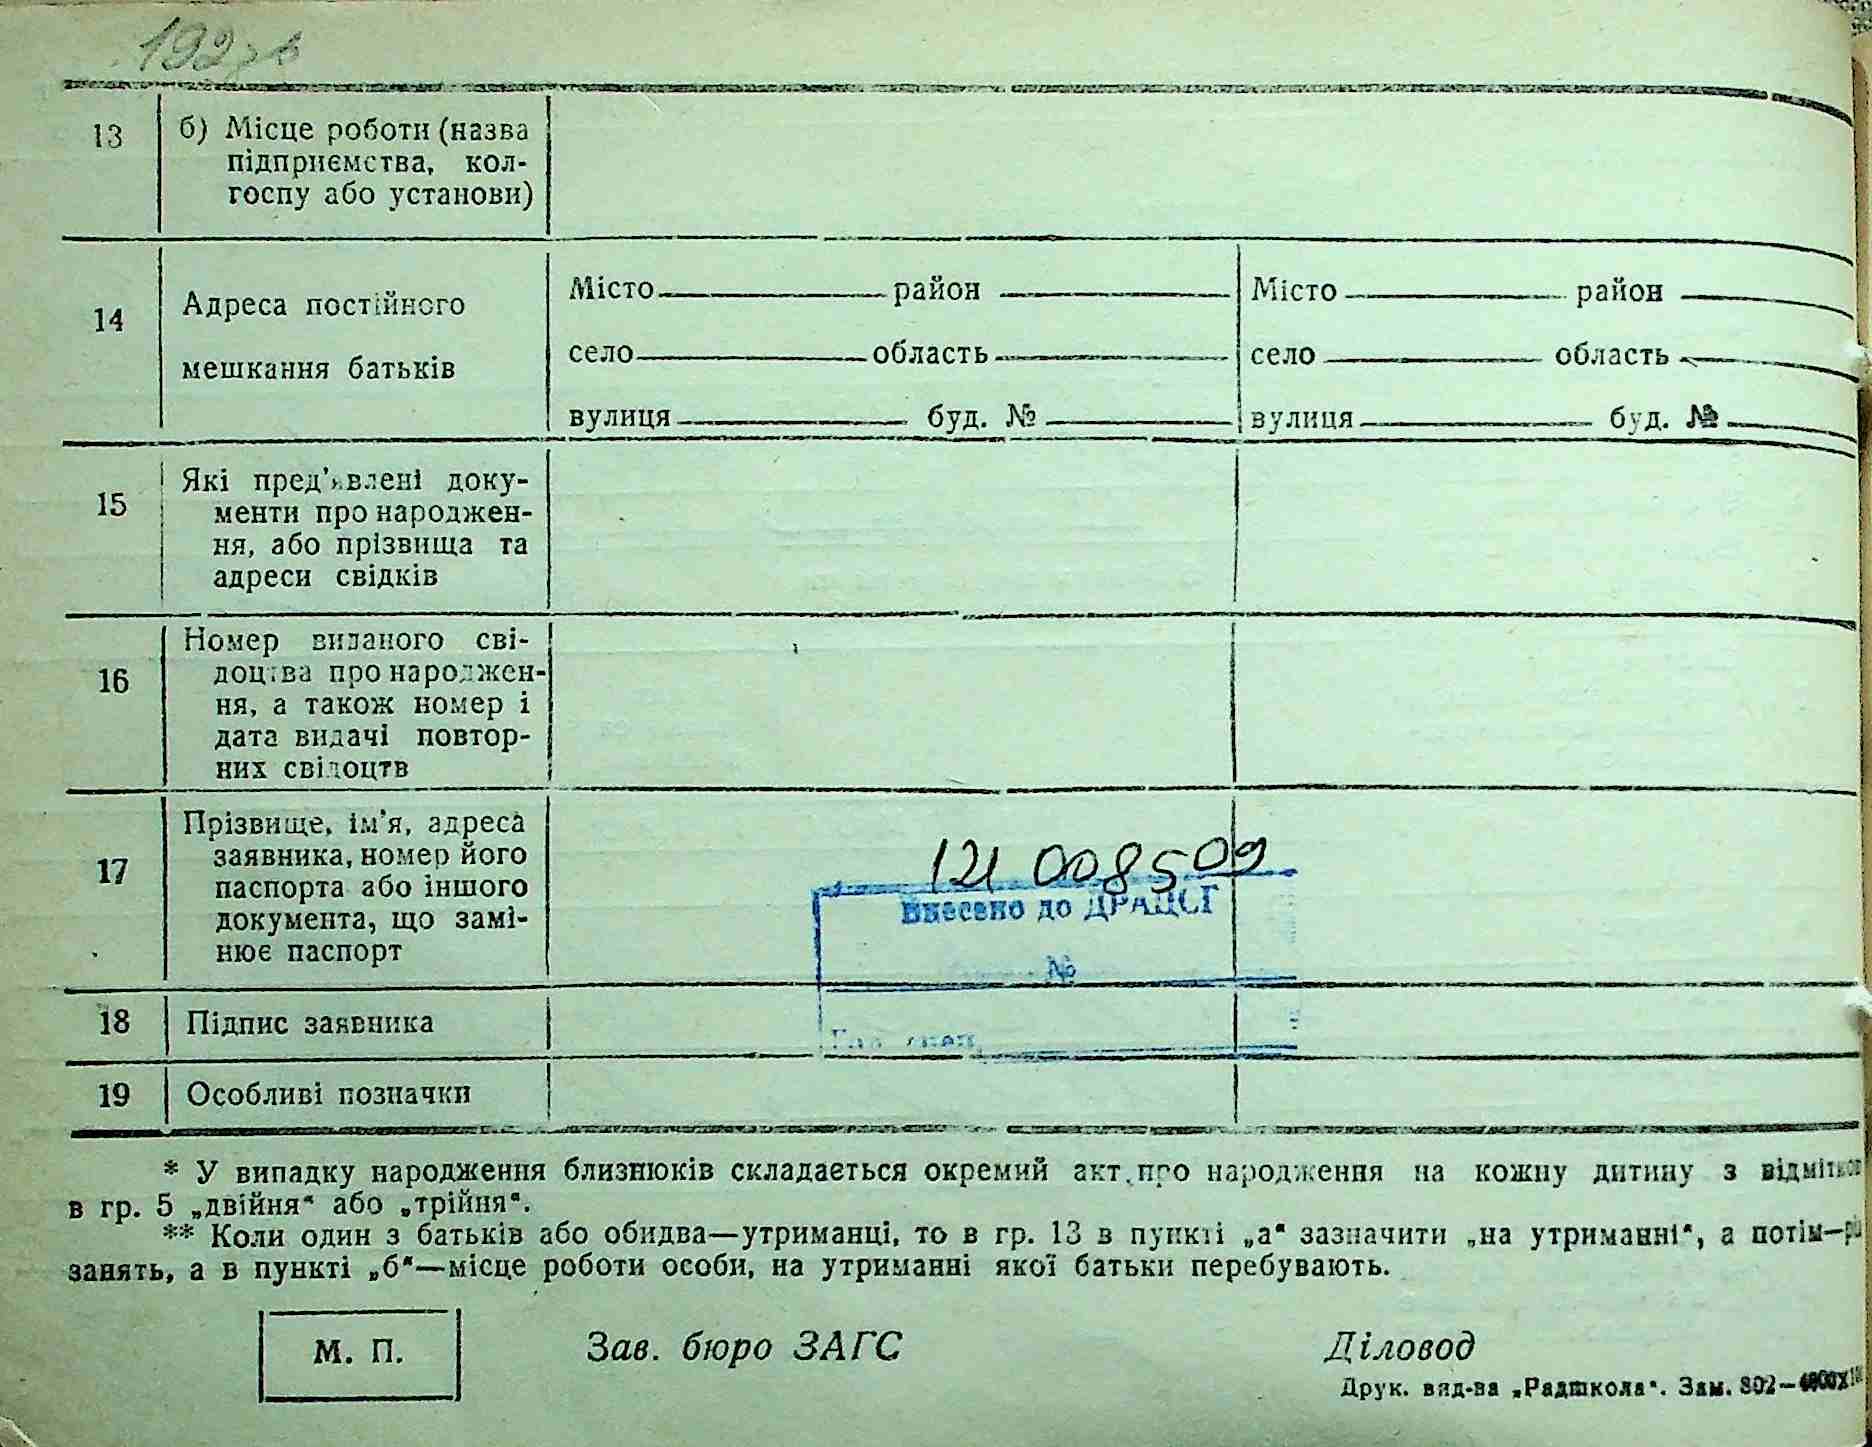 192зв
13 б) Місце роботи (назва
підприємства, кол-
госпу або установи)
14 Адреса постійного
мешкання батьків
Місто район
село область
вулиця буд. №
Місто район
село область
вулиця буд. №
15 Які пред'явлені доку-
менти про народжен-
ня, або прізвища та
адреси свідків
16 Номер виданого сві-
доцтва про народжен-
ня, а також номер і
дата видачі повтор-
них свідоцтв
17 Прізвище, ім'я, адреса
заявника, номер його
паспорта або іншого
документа, що замі-
нює паспорт
121 008509
Внесено до ДРАЦСГ
№
18 Підпис заявника
19 Особливі позначки
* У випадку народження близнюків складається окремий акт про народження на кожну дитину з
в гр. 5 „двійня“ або „трійня“.
** Коли один з батьків або обидва—утриманці, то в гр. 13 в пункті „а“ зазначити „на утриманні“, а потім—
занять, а в пункті „б“—місце роботи особи, на утриманні якої батьки перебувають.
М. П. Зав. бюро ЗАГС Діловод
Друк. вид-ва „Радшкола“. Зам. 802—